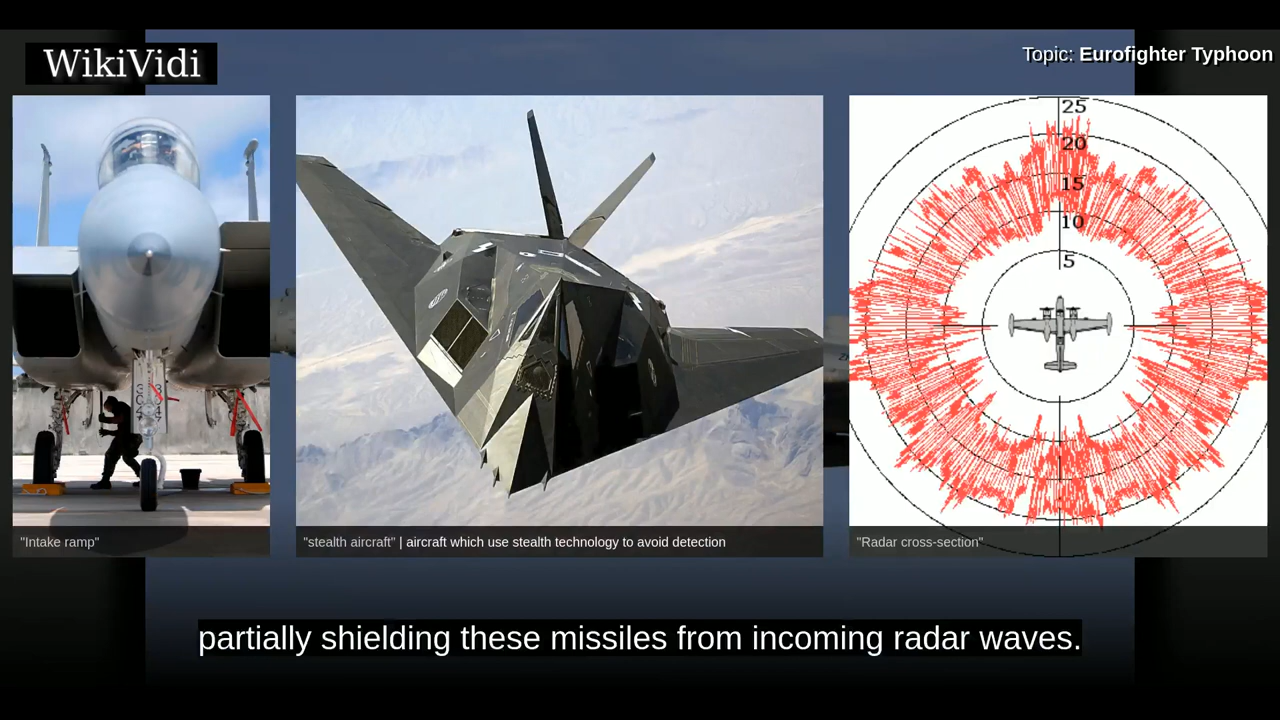 WikiVidi
Topic: Eurofighter Typhoon
25
20
15
10
5
"Intake ramp"
"stealth aircraft" | aircraft which use stealth technology to avoid detection
"Radar cross-section"
partially shielding these missiles from incoming radar waves.